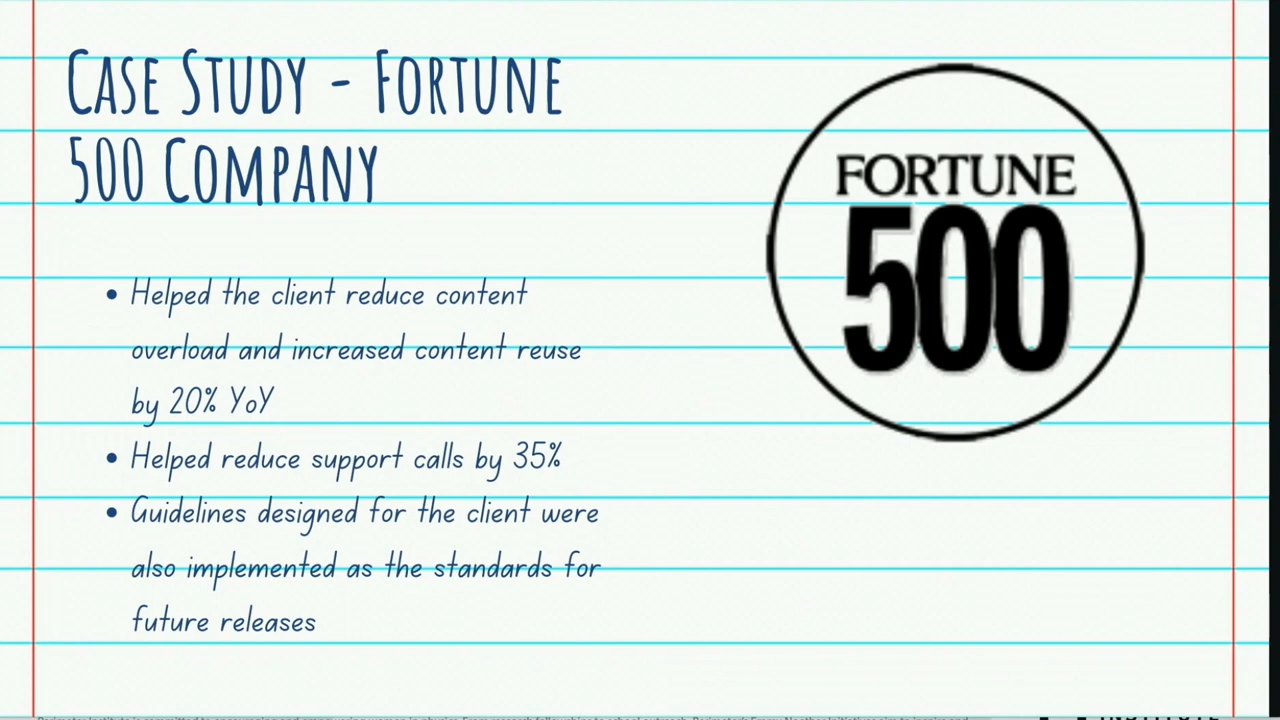 Case Study - Fortune
500 Company
FORTUNE
500
• Helped the client reduce content
overload and increased content reuse
by 20% YoY
• Helped reduce support calls by 35%
• Guidelines designed for the client were
also implemented as the standards for
future releases